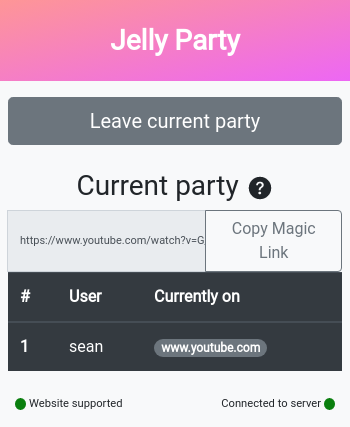 Jelly Party
Leave current party
Current party ?
https://www.youtube.com/watch?v=G
Copy Magic
Link
# User Currently on
1 sean www.youtube.com
Website supported Connected to server